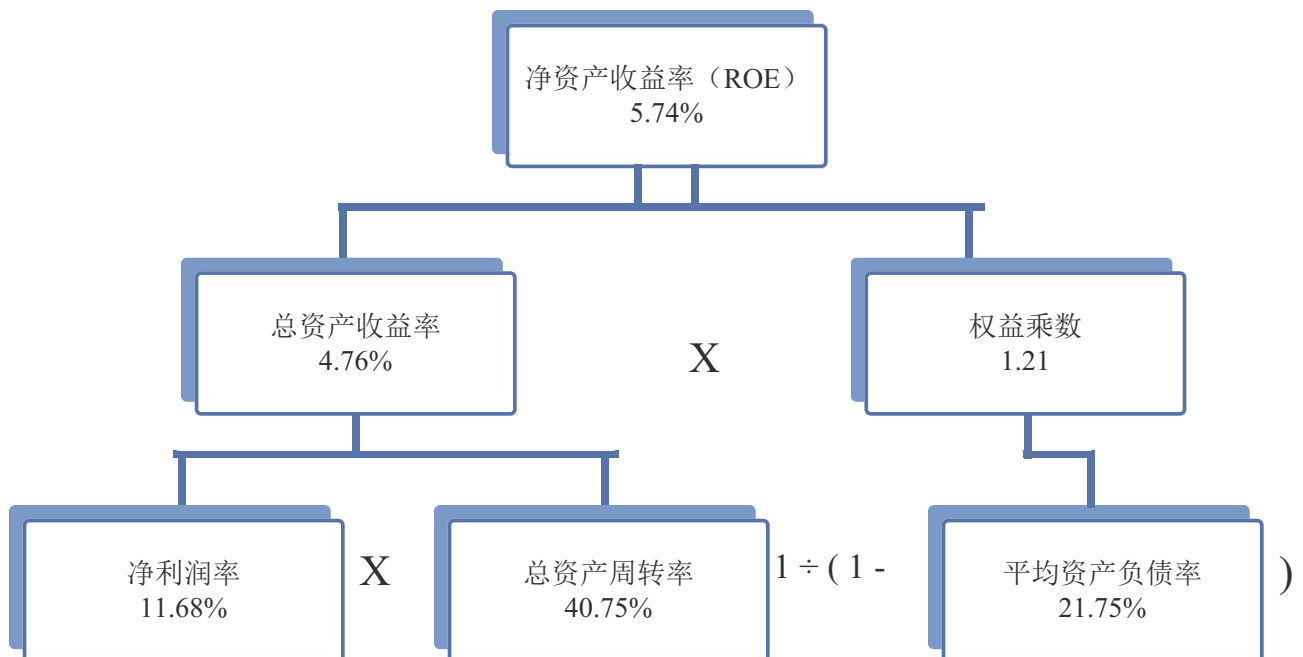 净资产收益率（ROE）
5.74%
总资产收益率
4.76%
X
权益乘数
1.21
净利润率
11.68%
X
总资产周转率
40.75%
1 ÷ ( 1 -
平均资产负债率
21.75%
)